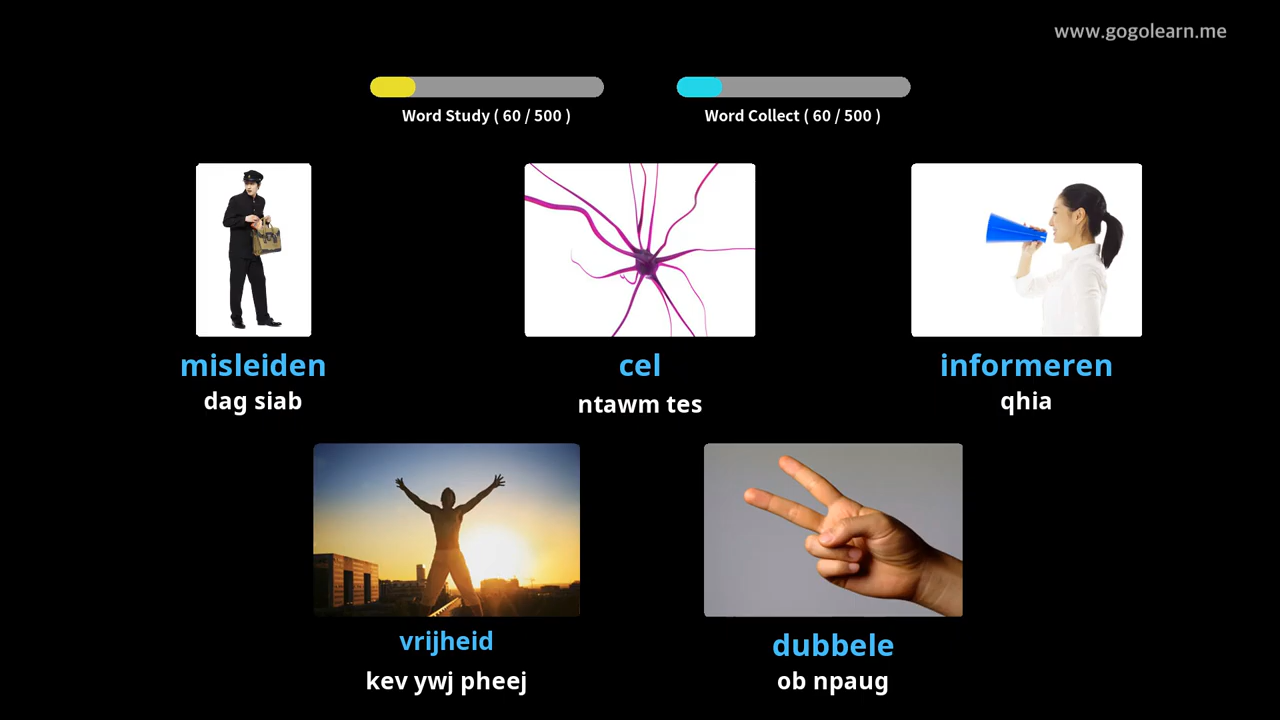 www.gogolearn.me
Word Study ( 60 / 500 )
Word Collect ( 60 / 500 )
misleiden
dag siab
cel
ntawm tes
informeren
qhia
vrijheid
kev ywj pheej
dubbele
ob npaug